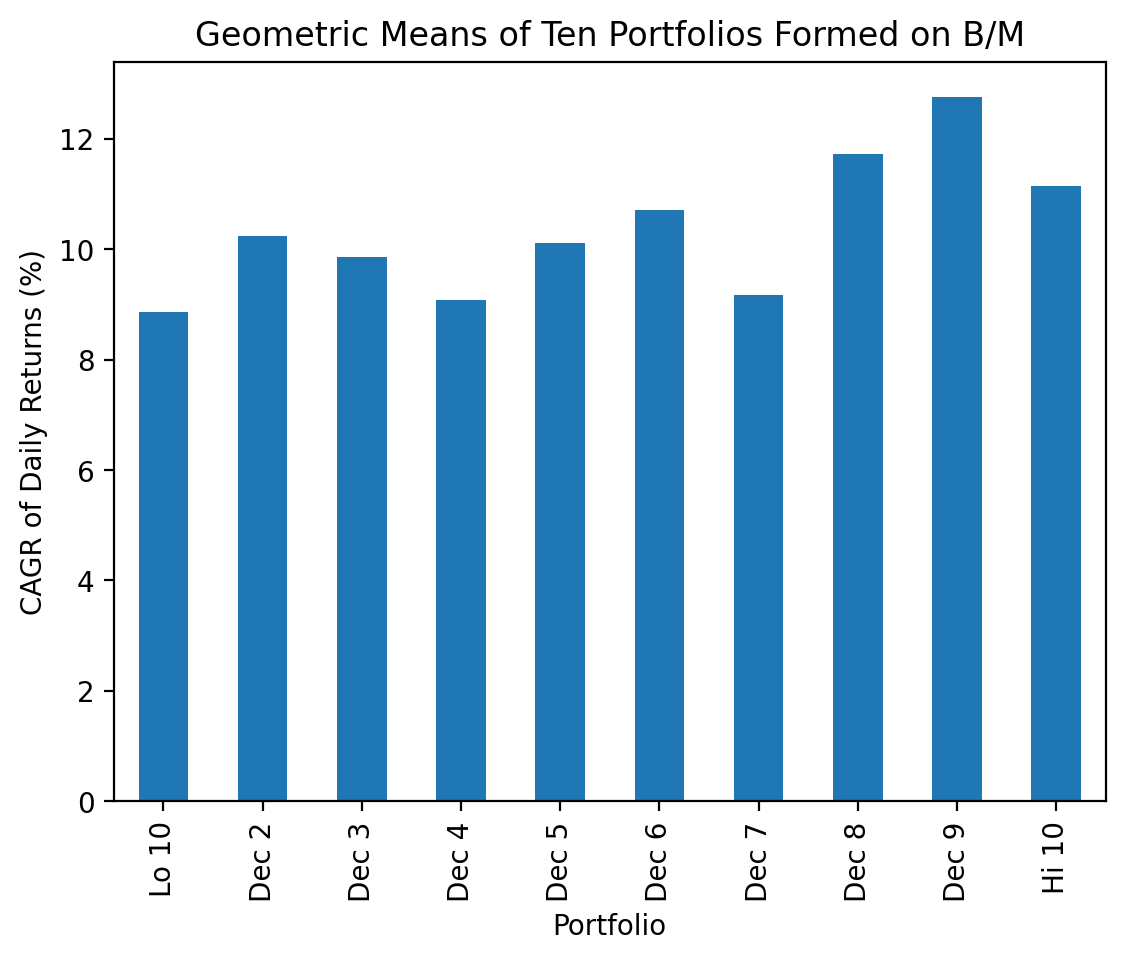 Geometric Means of Ten Portfolios Formed on B/M
CAGR of Daily Returns (%)
12
10
8
6
4
2
0
Lo 10
Dec 2
Dec 3
Dec 4
Dec 5
Dec 6
Dec 7
Dec 8
Dec 9
Hi 10
Portfolio